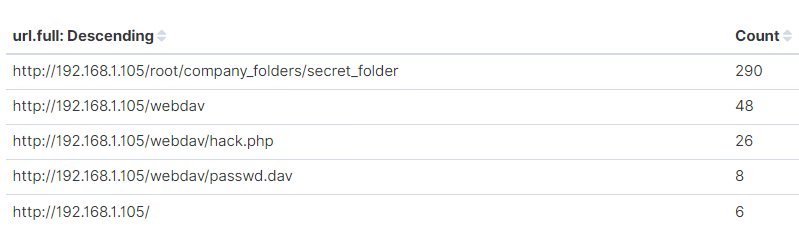 url.full: Descending Count
http://192.168.1.105/root/company_folders/secret_folder 290
http://192.168.1.105/webdav 48
http://192.168.1.105/webdav/hack.php 26
http://192.168.1.105/webdav/passwd.dav 8
http://192.168.1.105/ 6